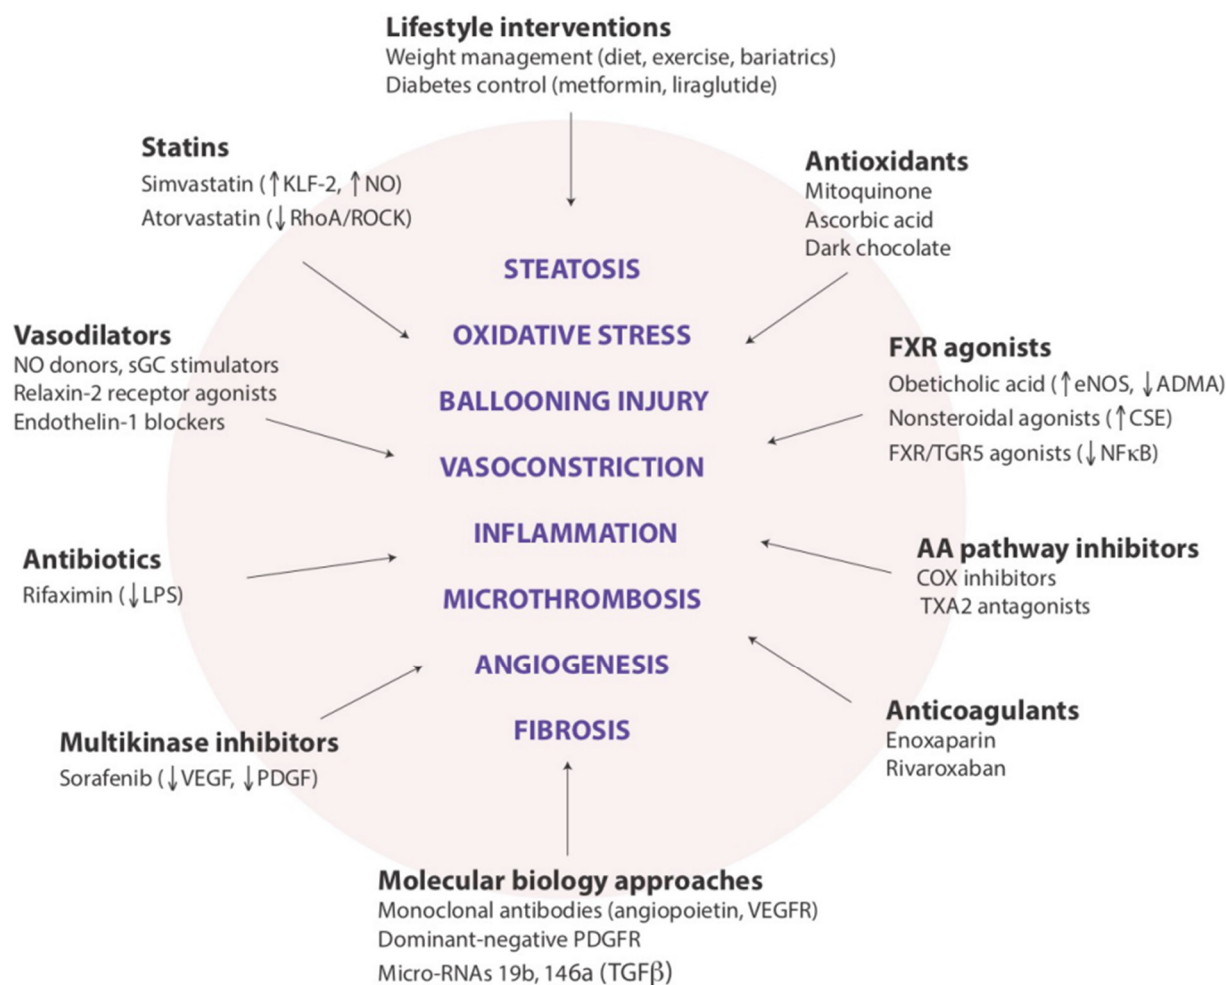 Lifestyle interventions
Weight management (diet, exercise, bariatrics)
Diabetes control (metformin, liraglutide)
Statins
Simvastatin (↑KLF-2, ↑NO)
Atorvastatin (↓RhoA/ROCK)
Antioxidants
Mitoquinone
Ascorbic acid
Dark chocolate
Vasodilators
NO donors, sGC stimulators
Relaxin-2 receptor agonists
Endothelin-1 blockers
FXR agonists
Obeticholic acid (↑eNOS, ↓ADMA)
Nonsteroidal agonists (↑CSE)
FXR/TGR5 agonists (↓NFκB)
STEATOSIS
OXIDATIVE STRESS
BALLOONING INJURY
VASOCONSTRICTION
INFLAMMATION
MICROTHROMBOSIS
ANGIOGENESIS
FIBROSIS
Antibiotics
Rifaximin (↓LPS)
AA pathway inhibitors
COX inhibitors
TXA2 antagonists
Multikinase inhibitors
Sorafenib (↓VEGF, ↓PDGF)
Anticoagulants
Enoxaparin
Rivaroxaban
Molecular biology approaches
Monoclonal antibodies (angiopoietin, VEGFR)
Dominant-negative PDGFR
Micro-RNAs 19b, 146a (TGFβ)